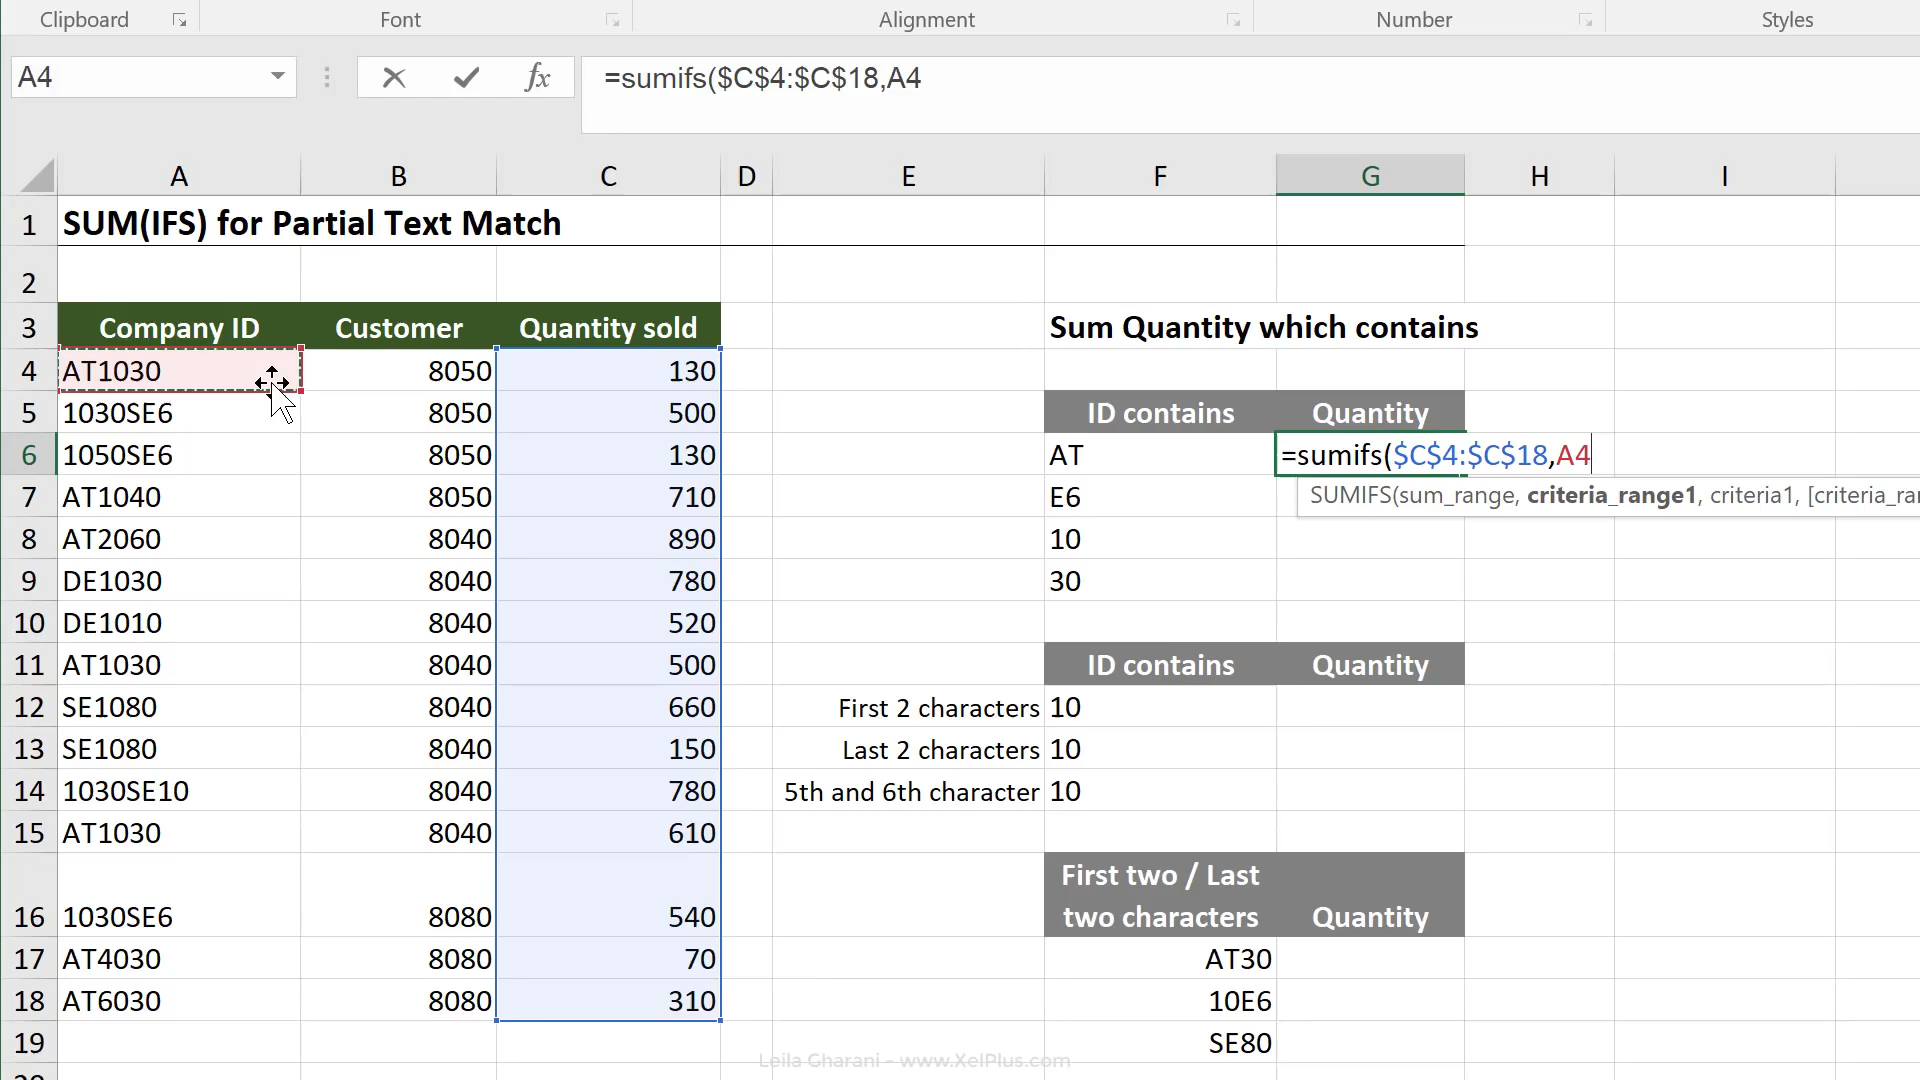 Clipboard Font Alignment Number Styles
A4 fx =sumifs($C$4:$C$18,A4
A B C D E F G H I
1 SUM(IFS) for Partial Text Match
2
3 Company ID Customer Quantity sold Sum Quantity which contains
4 AT1030 8050 130
5 1030SE6 8050 500 ID contains Quantity
6 1050SE6 8050 130 AT =sumifs($C$4:$C$18,A4
7 AT1040 8050 710 E6 SUMIFS(sum_range, criteria_range1, criteria1, [criteria_ra
8 AT2060 8040 890 10
9 DE1030 8040 780 30
10 DE1010 8040 520
11 AT1030 8040 500 ID contains Quantity
12 SE1080 8040 660 First 2 characters 10
13 SE1080 8040 150 Last 2 characters 10
14 1030SE10 8040 780 5th and 6th character 10
15 AT1030 8040 610
First two / Last
16 1030SE6 8080 540 two characters Quantity
17 AT4030 8080 70 AT30
18 AT6030 8080 310 10E6
19 SE80
Leila Gharani - www.XelPlus.com